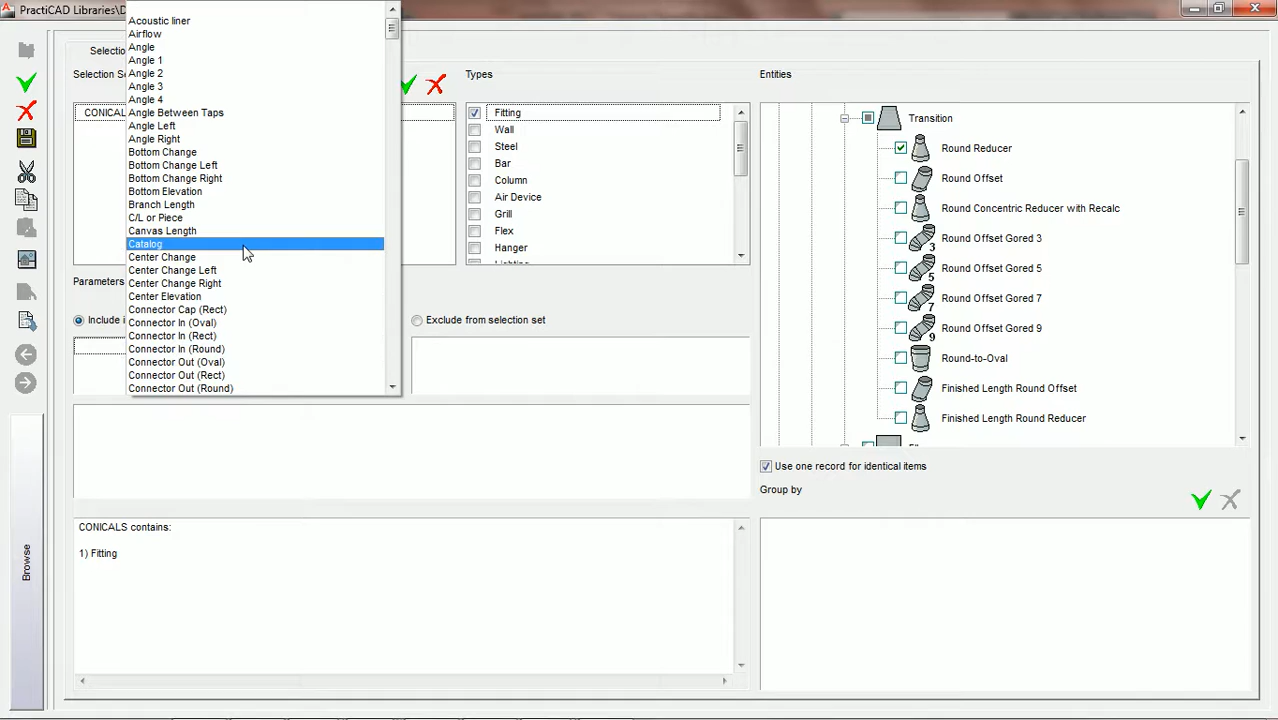 PractiCAD Libraries\D
Acoustic liner
Airflow
Angle
Angle 1
Angle 2
Angle 3
Angle 4
Angle Between Taps
Angle Left
Angle Right
Bottom Change
Bottom Change Left
Bottom Change Right
Bottom Elevation
Branch Length
C/L or Piece
Canvas Length
Catalog
Center Change
Center Change Left
Center Change Right
Center Elevation
Connector Cap (Rect)
Connector In (Oval)
Connector In (Rect)
Connector In (Round)
Connector Out (Oval)
Connector Out (Rect)
Connector Out (Round)
Selection
Selection Se
CONICALS
Parameters
Include i
Exclude from selection set
Types
Fitting
Wall
Steel
Bar
Column
Air Device
Grill
Flex
Hanger
Entities
Transition
Round Reducer
Round Offset
Round Concentric Reducer with Recalc
3 Round Offset Gored 3
5 Round Offset Gored 5
7 Round Offset Gored 7
9 Round Offset Gored 9
Round-to-Oval
Finished Length Round Offset
Finished Length Round Reducer
Use one record for identical items
Group by
CONICALS contains:
1) Fitting
Browse